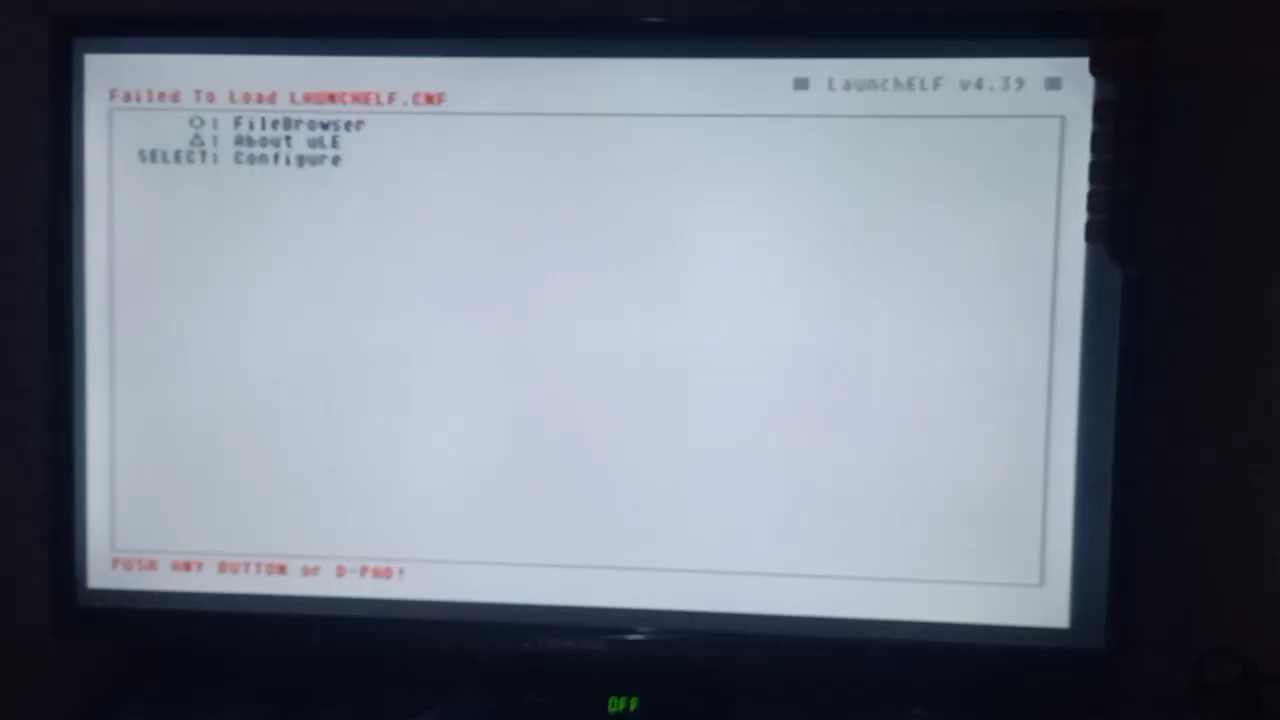 LaunchELF v4.39
Failed To Load LAUNCHELF.CNF
O: FileBrowser
△: About uLE
SELECT: Configure
PUSH ANY BUTTON or D-PAD!
OFF